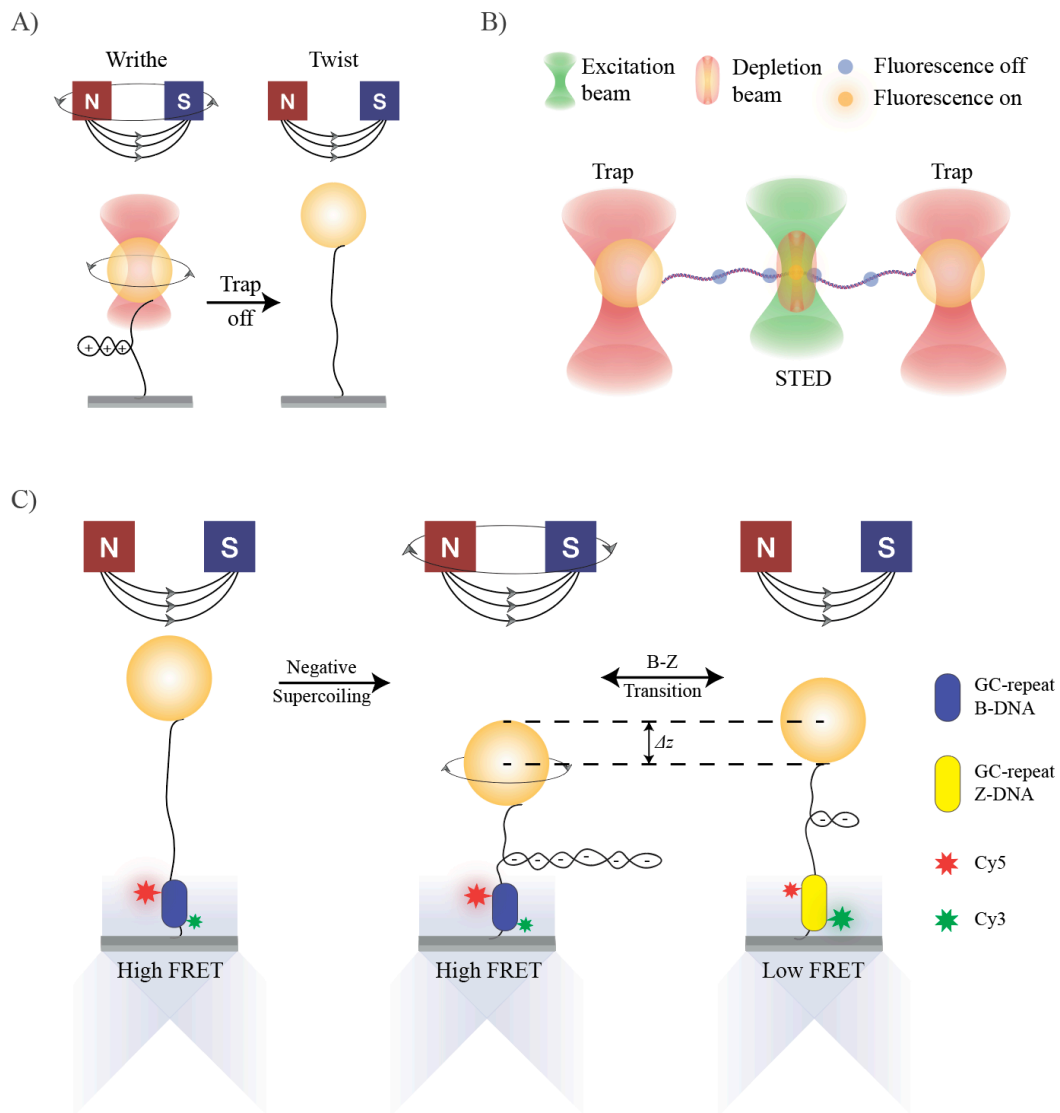 A)
Writhe
Twist
N
S
N
S
+ + +
Trap
off
B)
Excitation
beam
Depletion
beam
Fluorescence off
Fluorescence on
Trap
Trap
STED
C)
N
S
N
S
N
S
Negative
Supercoiling
B-Z
Transition
Δz
- - - - - -
- -
GC-repeat
B-DNA
GC-repeat
Z-DNA
Cy5
Cy3
High FRET
High FRET
Low FRET